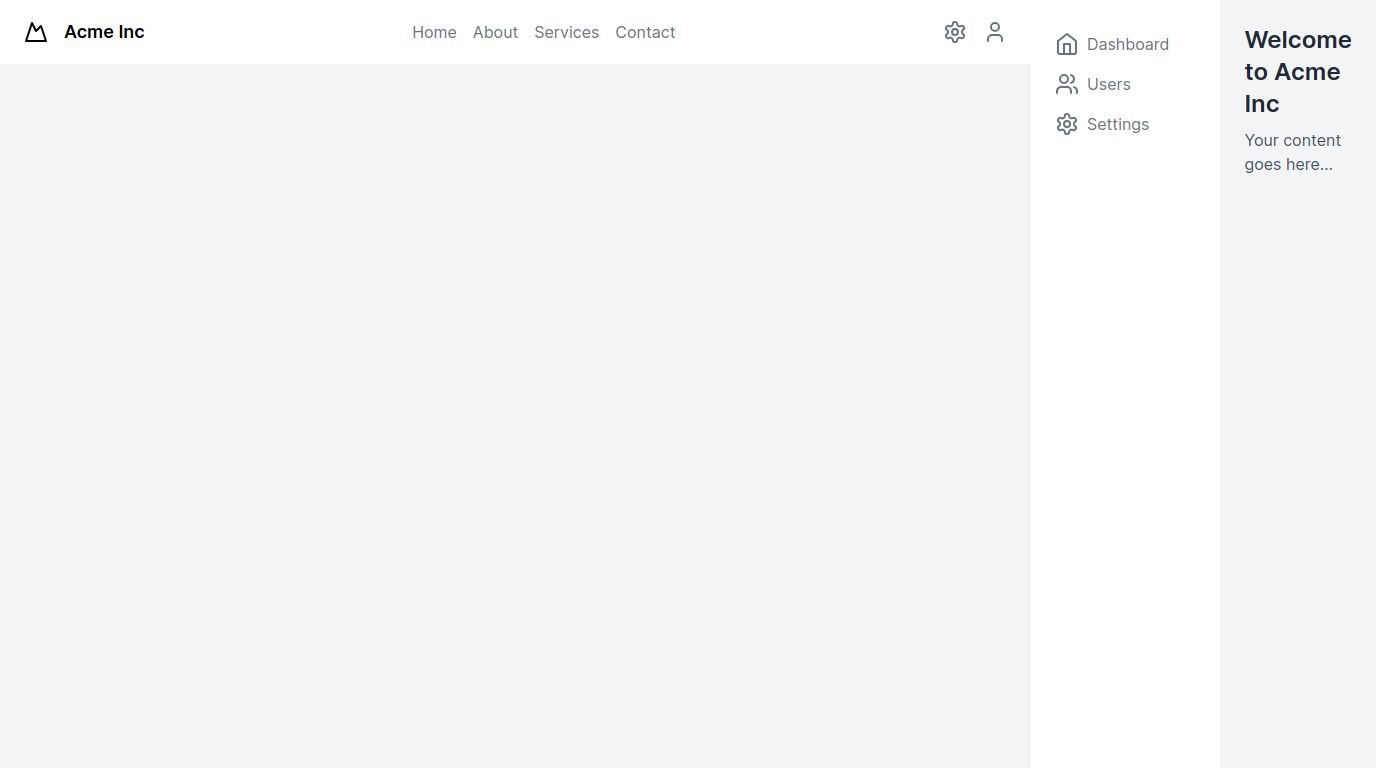 Acme Inc
Home About Services Contact
Dashboard
Users
Settings
Welcome
to Acme
Inc
Your content
goes here...